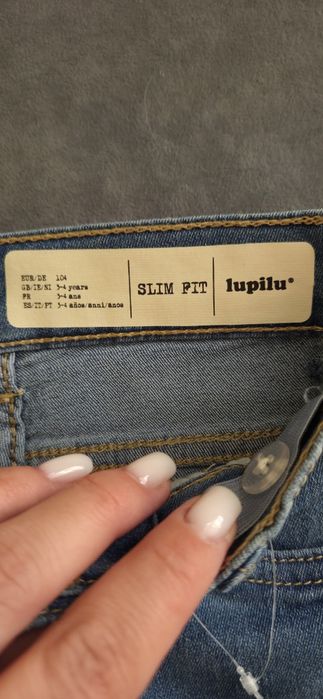 EUR/DE 104
GB/IE/NI 3-4 years
FR 3-4 ans
ES/IT/PT 3-4 años/anni/anos
SLIM FIT
lupilu®